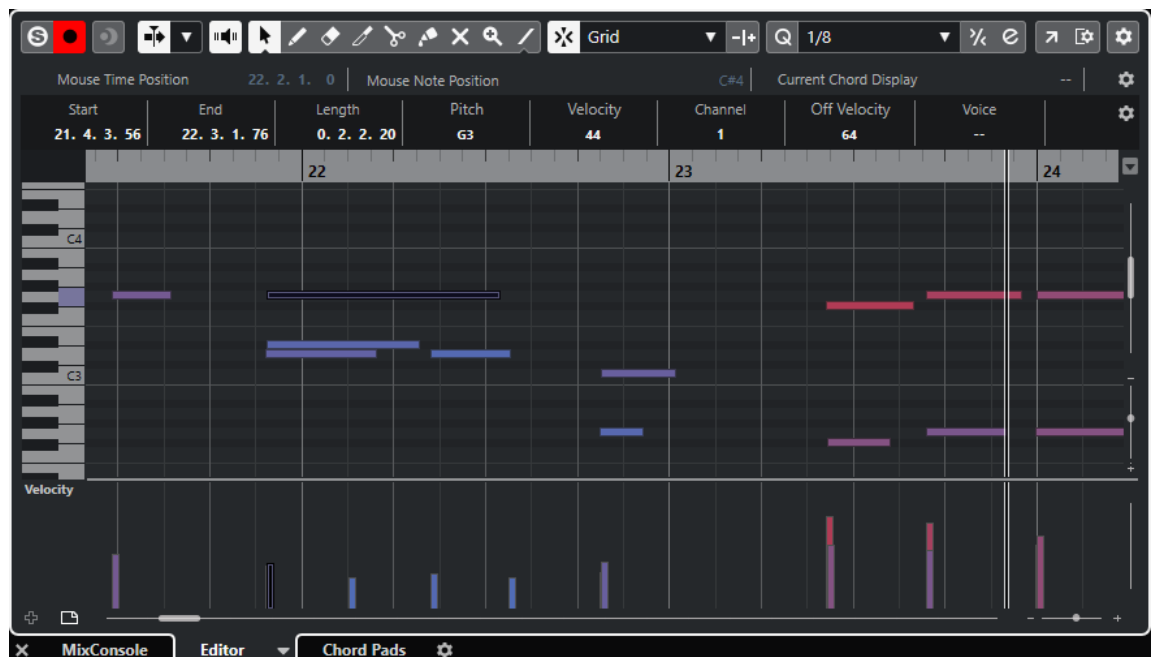 S Grid -|+ Q 1/8 e
Mouse Time Position 22. 2. 1. 0 Mouse Note Position C#4 Current Chord Display --
Start End Length Pitch Velocity Channel Off Velocity Voice
21. 4. 3. 56 22. 3. 1. 76 0. 2. 2. 20 G3 44 1 64 --
22 23 24
C4
C3
Velocity
MixConsole Editor Chord Pads